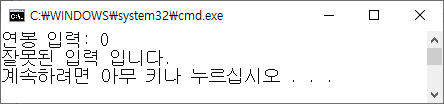 C:\WINDOWS\system32\cmd.exe
연봉 입력: 0
잘못된 입력 입니다.
계속하려면 아무 키나 누르십시오 . . .